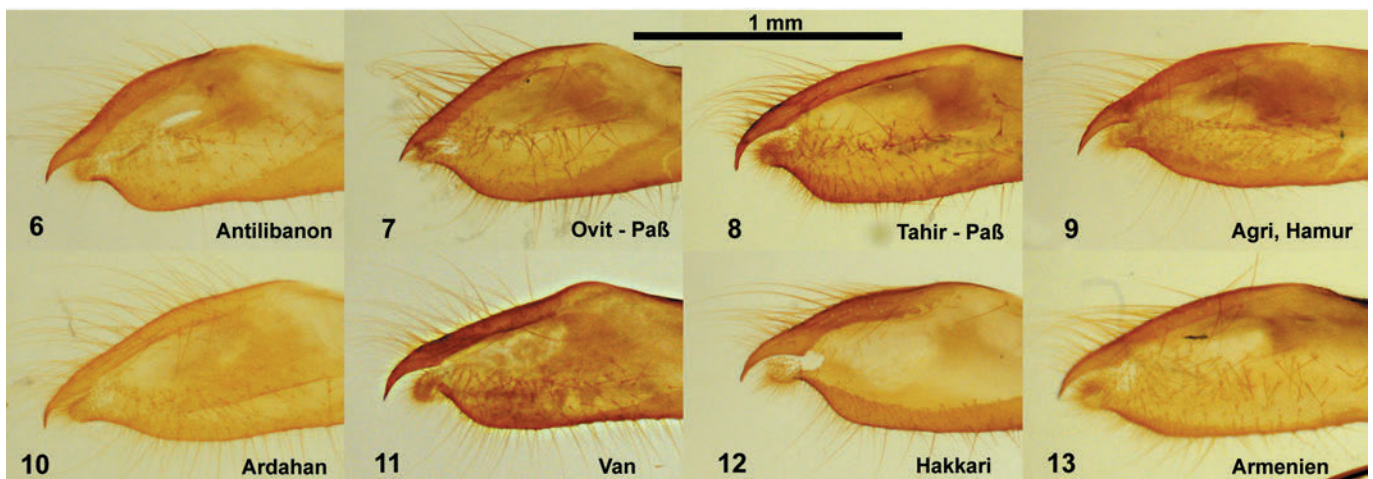 1 mm
6 Antilibanon
7 Ovit - Paß
8 Tahir - Paß
9 Agri, Hamur
10 Ardahan
11 Van
12 Hakkari
13 Armenien